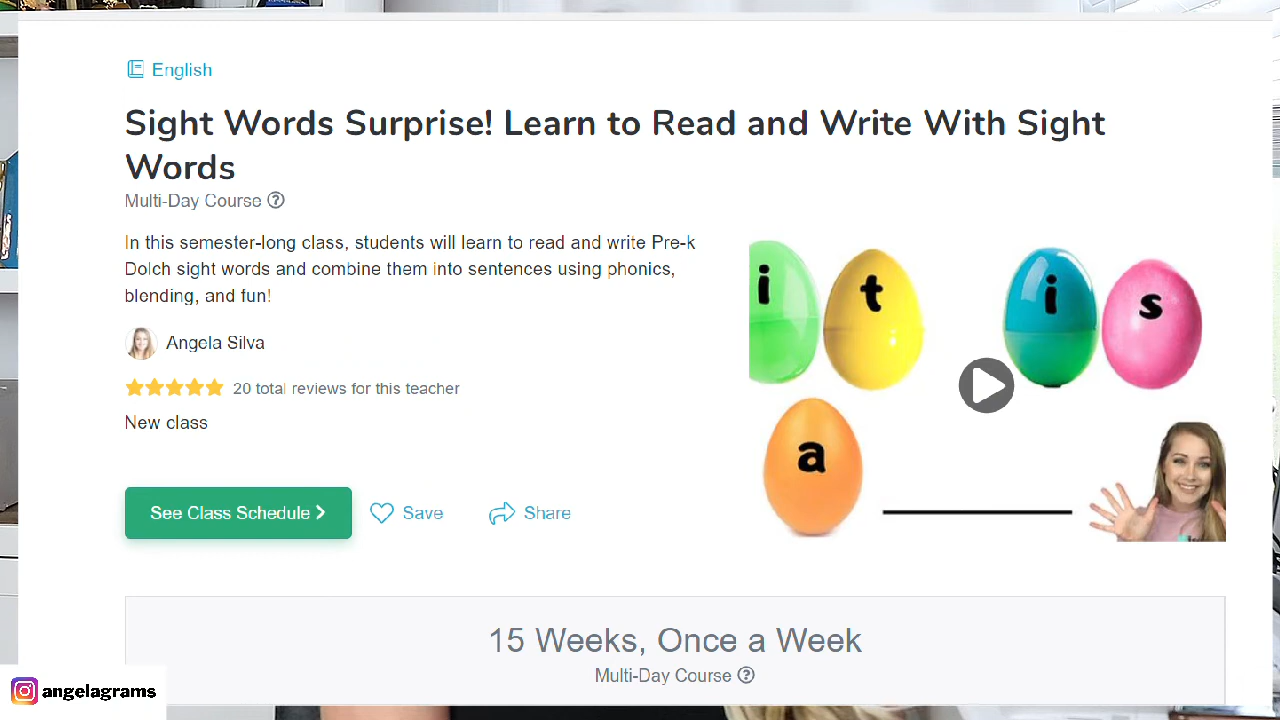 English
Sight Words Surprise! Learn to Read and Write With Sight
Words
Multi-Day Course ?
In this semester-long class, students will learn to read and write Pre-k
Dolch sight words and combine them into sentences using phonics,
blending, and fun!
Angela Silva
20 total reviews for this teacher
New class
See Class Schedule
Save
Share
i t i s
a
15 Weeks, Once a Week
Multi-Day Course ?
angelagrams